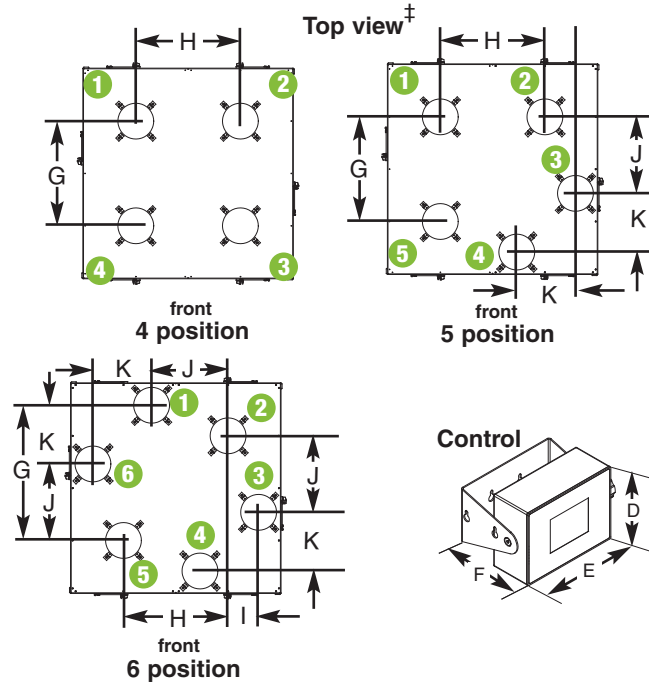 Top view‡
H
1
2
G
4
3
front
4 position
H
1
2
3
J
G
K
5
4
K
front
5 position
K
J
1
2
K
G
6
3
J
J
4
K
5
H
I
front
6 position
Control
D
F
E